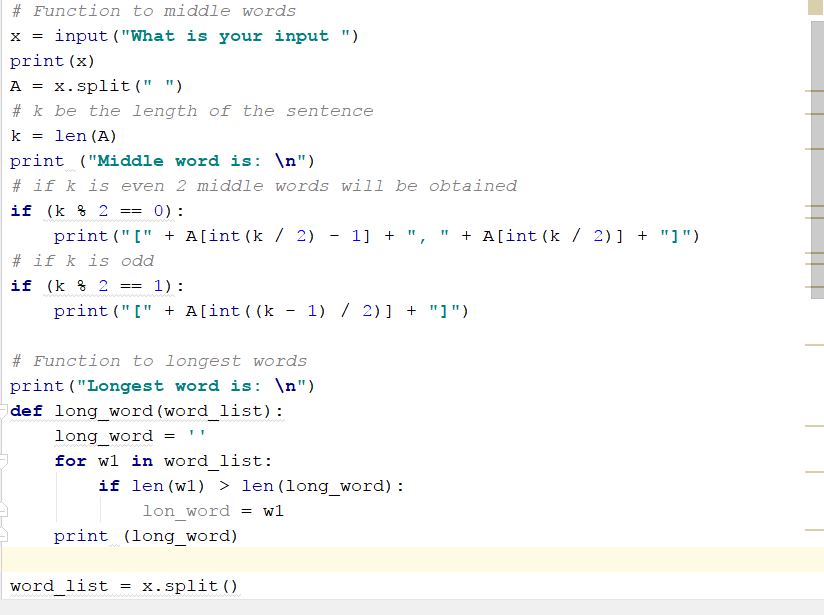 # Function to middle words
x = input("What is your input ")
print(x)
A = x.split(" ")
# k be the length of the sentence
k = len(A)
print ("Middle word is: \n")
# if k is even 2 middle words will be obtained
if (k % 2 == 0):
    print("[" + A[int(k / 2) - 1] + ", " + A[int(k / 2)] + "]")
# if k is odd
if (k % 2 == 1):
    print("[" + A[int((k - 1) / 2)] + "]")
# Function to longest words
print("Longest word is: \n")
def long_word(word_list):
    long_word = ''
    for w1 in word_list:
        if len(w1) > len(long_word):
            lon_word = w1
    print (long_word)
word_list = x.split()